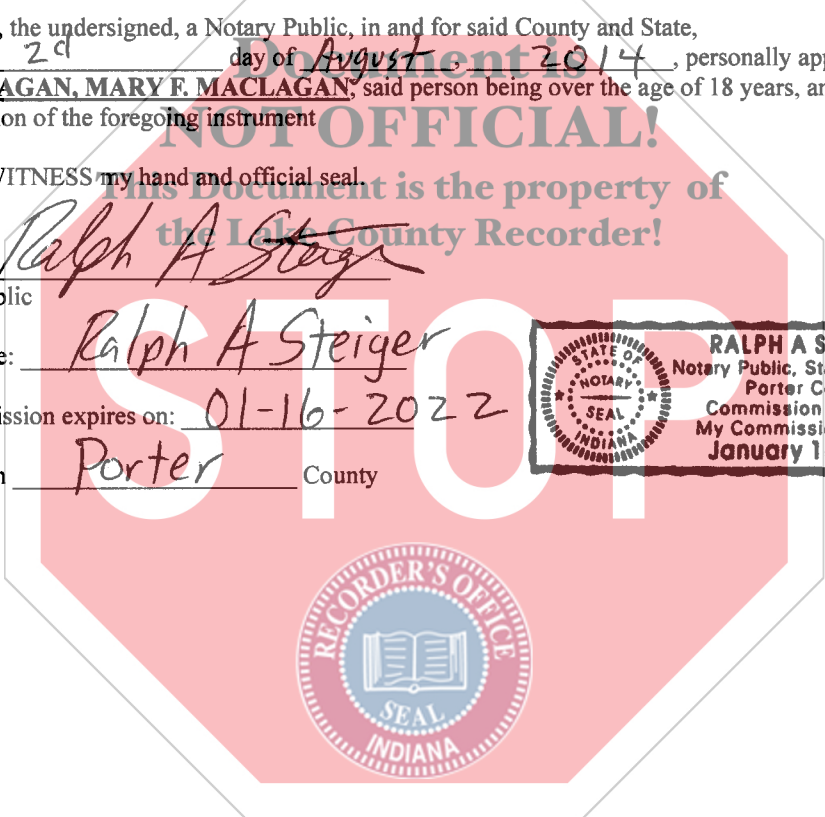 , the undersigned, a Notary Public, in and for said County and State,
2d day of August, 2014, personally app
AGAN, MARY F. MACLAGAN, said person being over the age of 18 years, an
on of the foregoing instrument
WITNESS my hand and official seal.
Document is
NOT OFFICIAL!
This Document is the property of
the Lake County Recorder!
Ralph A Steiger
blic
e: Ralph A Steiger
ission expires on: 01-16-2022
n Porter County
STATE OF
NOTARY
SEAL
INDIANA
RALPH A S
Notary Public, Sta
Porter C
Commission
My Commissi
January 1
STOP
RECORDER'S OFFICE
SEAL
INDIANA